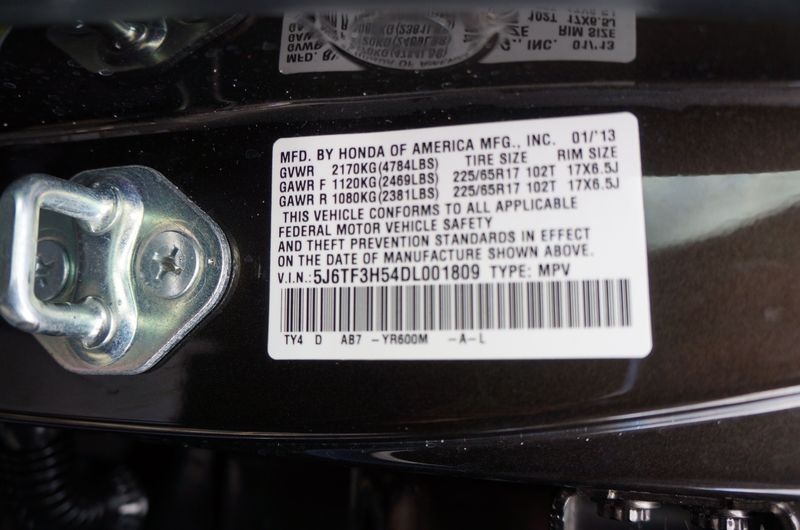 MFD. BY HONDA OF AMERICA MFG., INC. 01/'13
GVWR 2170KG(4784LBS) TIRE SIZE RIM SIZE
GAWR F 1120KG(2469LBS) 225/65R17 102T 17X6.5J
GAWR R 1080KG(2381LBS) 225/65R17 102T 17X6.5J
THIS VEHICLE CONFORMS TO ALL APPLICABLE
FEDERAL MOTOR VEHICLE SAFETY
AND THEFT PREVENTION STANDARDS IN EFFECT
ON THE DATE OF MANUFACTURE SHOWN ABOVE.
V.I.N.:5J6TF3H54DL001809 TYPE: MPV
TY4 D AB7 -YR600M -A-L